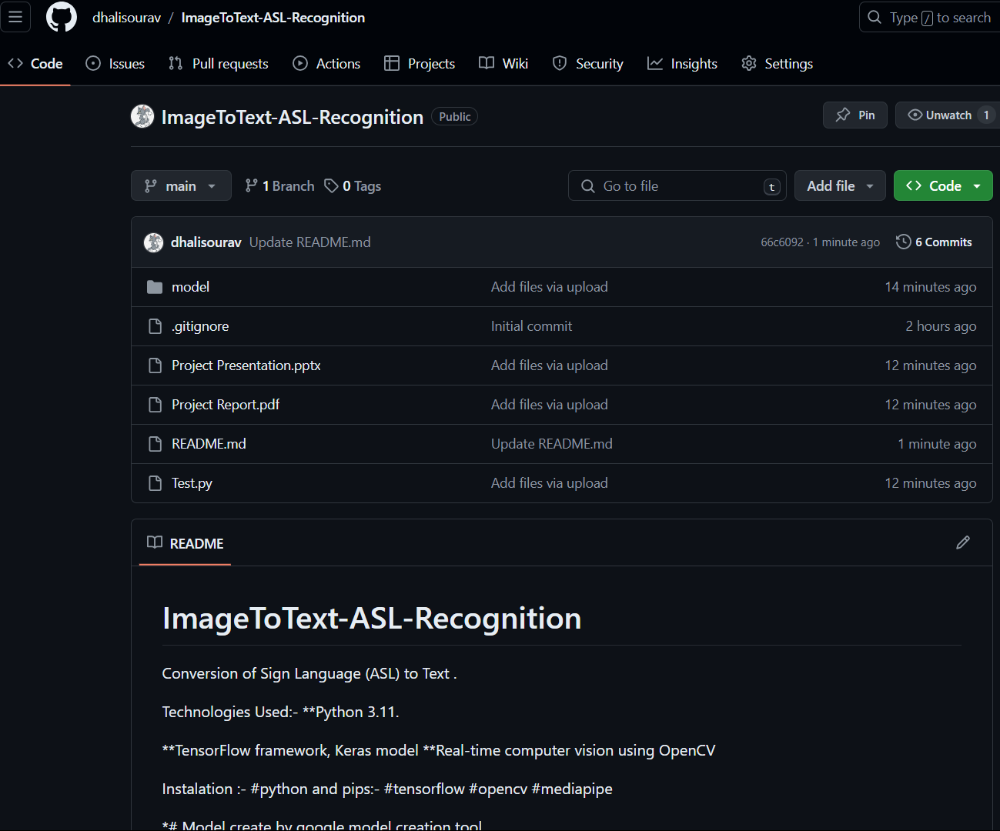 dhalisourav / ImageToText-ASL-Recognition Type / to search
Code Issues Pull requests Actions Projects Wiki Security Insights Settings
ImageToText-ASL-Recognition Public Pin Unwatch 1
main 1 Branch 0 Tags Go to file t Add file Code
dhalisourav Update README.md 66c6092 · 1 minute ago 6 Commits
model Add files via upload 14 minutes ago
.gitignore Initial commit 2 hours ago
Project Presentation.pptx Add files via upload 12 minutes ago
Project Report.pdf Add files via upload 12 minutes ago
README.md Update README.md 1 minute ago
Test.py Add files via upload 12 minutes ago
README
ImageToText-ASL-Recognition
Conversion of Sign Language (ASL) to Text .
Technologies Used:- **Python 3.11.
**TensorFlow framework, Keras model **Real-time computer vision using OpenCV
Instalation :- #python and pips:- #tensorflow #opencv #mediapipe
*# Model create by google model creation tool